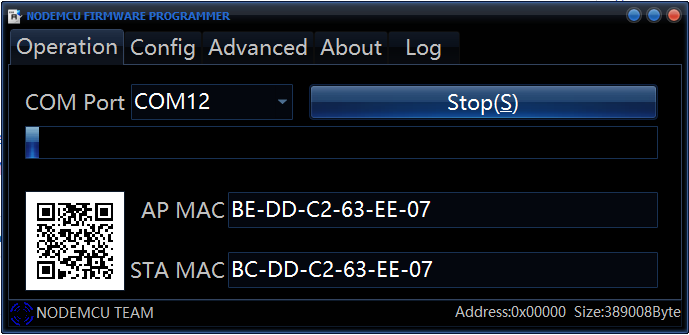 NODEMCU FIRMWARE PROGRAMMER
Operation Config Advanced About Log
COM Port COM12 Stop(S)
AP MAC BE-DD-C2-63-EE-07
STA MAC BC-DD-C2-63-EE-07
NODEMCU TEAM Address:0x00000 Size:389008Byte